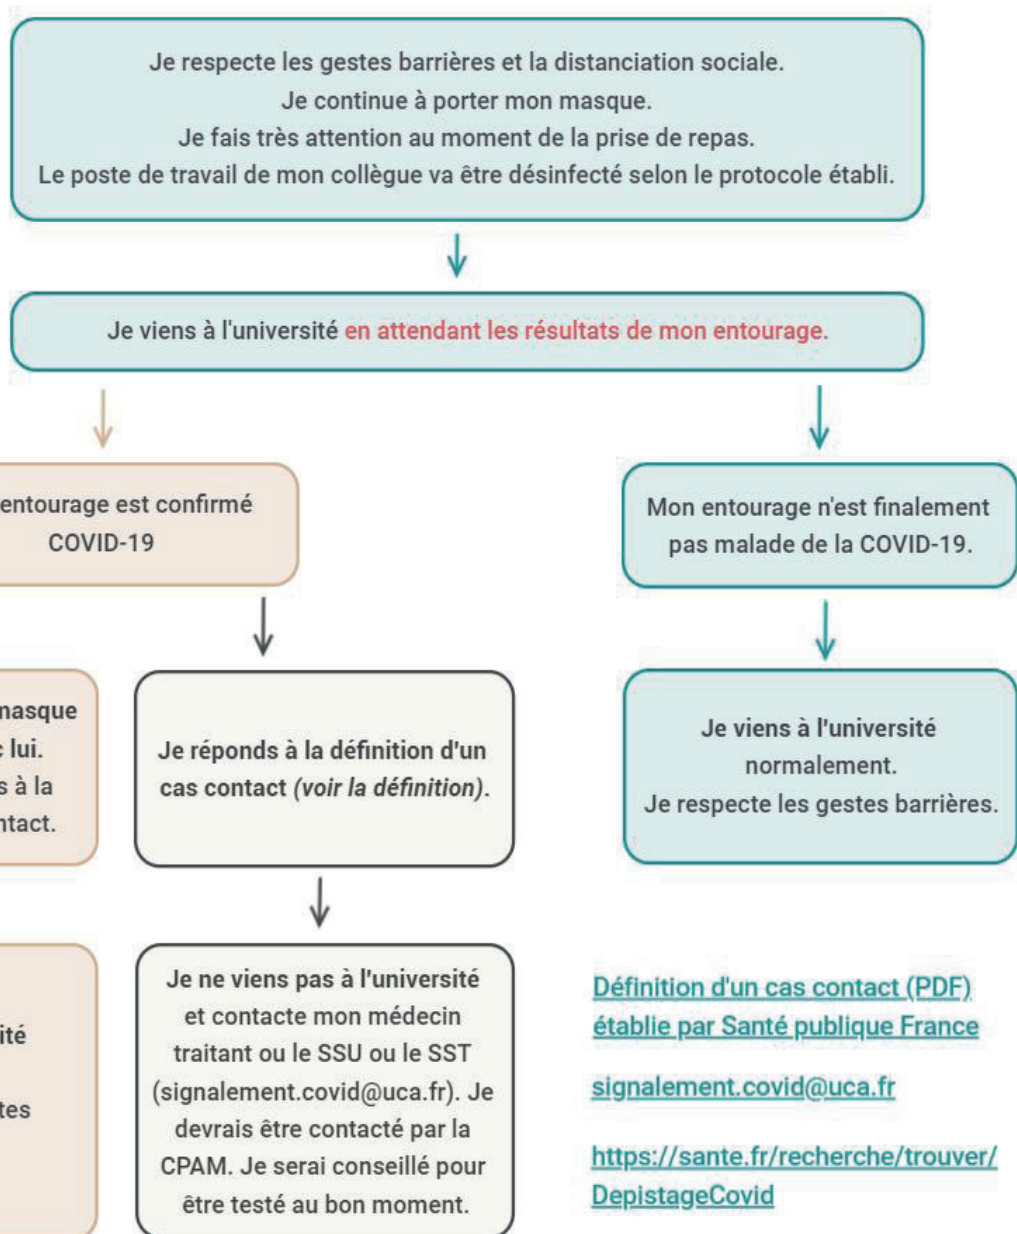 Je respecte les gestes barrières et la distanciation sociale.
Je continue à porter mon masque.
Je fais très attention au moment de la prise de repas.
Le poste de travail de mon collègue va être désinfecté selon le protocole établi.
Je viens à l'université en attendant les résultats de mon entourage.
entourage est confirmé
COVID-19
Mon entourage n'est finalement
pas malade de la COVID-19.
masque
lui.
à la
Je réponds à la définition d'un
cas contact (voir la définition).
Je viens à l'université
normalement.
Je respecte les gestes barrières.
Je ne viens pas à l'université
et contacte mon médecin
traitant ou le SSU ou le SST
(signalement.covid@uca.fr). Je
devrais être contacté par la
CPAM. Je serai conseillé pour
être testé au bon moment.
Définition d'un cas contact (PDF)
établie par Santé publique France
signalement.covid@uca.fr
https://sante.fr/recherche/trouver/
DepistageCovid